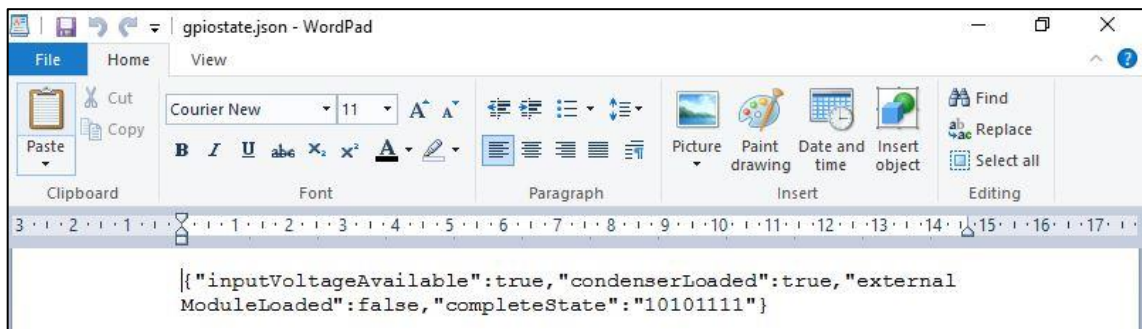 gpiostate.json - WordPad
File Home View
Cut
Copy
Paste
Clipboard
Courier New 11 A A
B I U abc X₂ X² A
Font
Paragraph
Picture
Paint drawing
Date and time
Insert object
Insert
Find
Replace
Select all
Editing
3 2 1 1 2 3 4 5 6 7 8 9 10 11 12 13 14 15 16 17
{"inputVoltageAvailable":true,"condenserLoaded":true,"external
ModuleLoaded":false,"completeState":"10101111"}